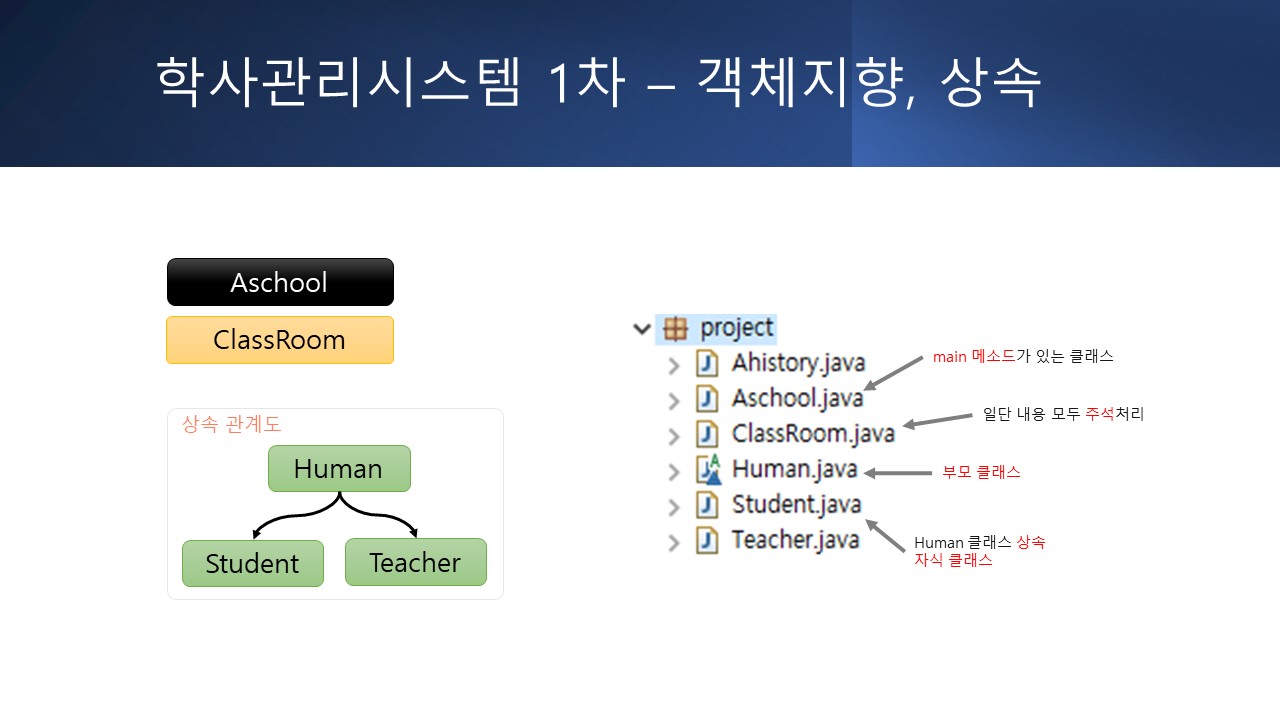 학사관리시스템 1차 – 객체지향, 상속
Aschool
ClassRoom
상속 관계도
Human
Student
Teacher
project
Ahistory.java
Aschool.java
ClassRoom.java
Human.java
Student.java
Teacher.java
main 메소드가 있는 클래스
일단 내용 모두 주석처리
부모 클래스
Human 클래스 상속
자식 클래스